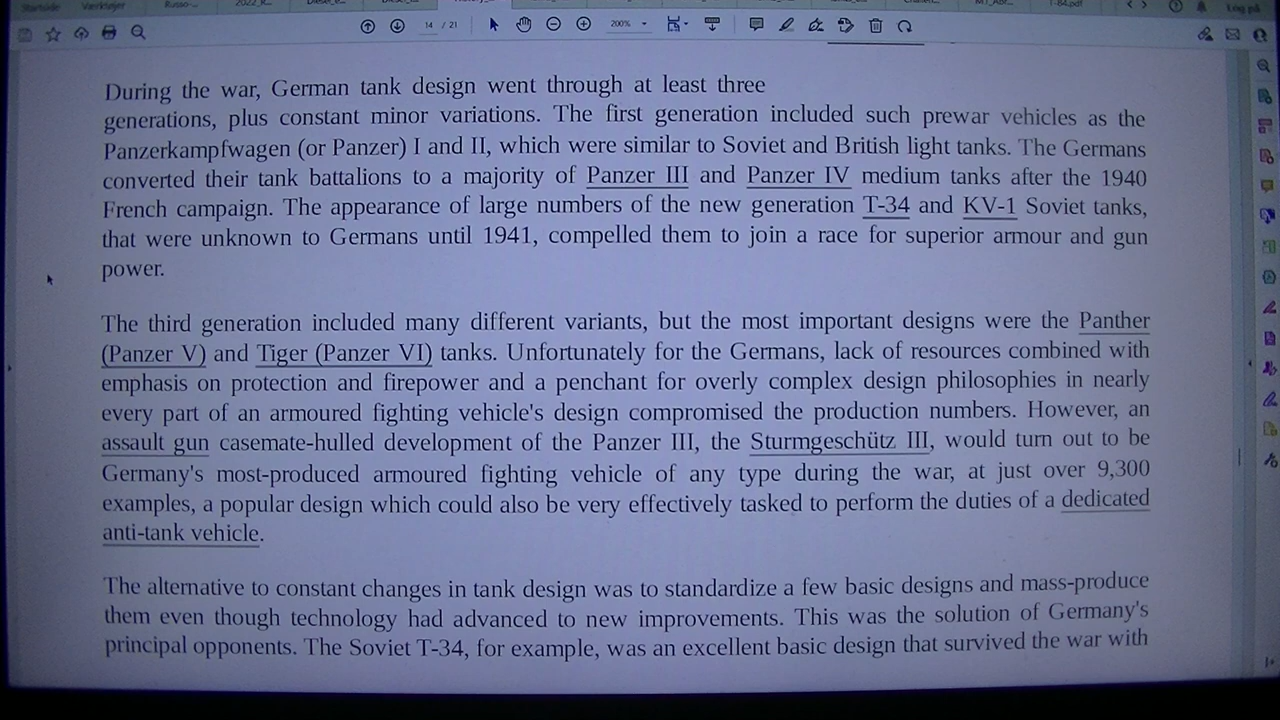 Startside Værktøjer Russo-... T-84.pdf Log på
14 / 21 200%
During the war, German tank design went through at least three
generations, plus constant minor variations. The first generation included such prewar vehicles as the
Panzerkampfwagen (or Panzer) I and II, which were similar to Soviet and British light tanks. The Germans
converted their tank battalions to a majority of Panzer III and Panzer IV medium tanks after the 1940
French campaign. The appearance of large numbers of the new generation T-34 and KV-1 Soviet tanks,
that were unknown to Germans until 1941, compelled them to join a race for superior armour and gun
power.
The third generation included many different variants, but the most important designs were the Panther
(Panzer V) and Tiger (Panzer VI) tanks. Unfortunately for the Germans, lack of resources combined with
emphasis on protection and firepower and a penchant for overly complex design philosophies in nearly
every part of an armoured fighting vehicle's design compromised the production numbers. However, an
assault gun casemate-hulled development of the Panzer III, the Sturmgeschütz III, would turn out to be
Germany's most-produced armoured fighting vehicle of any type during the war, at just over 9,300
examples, a popular design which could also be very effectively tasked to perform the duties of a dedicated
anti-tank vehicle.
The alternative to constant changes in tank design was to standardize a few basic designs and mass-produce
them even though technology had advanced to new improvements. This was the solution of Germany's
principal opponents. The Soviet T-34, for example, was an excellent basic design that survived the war with